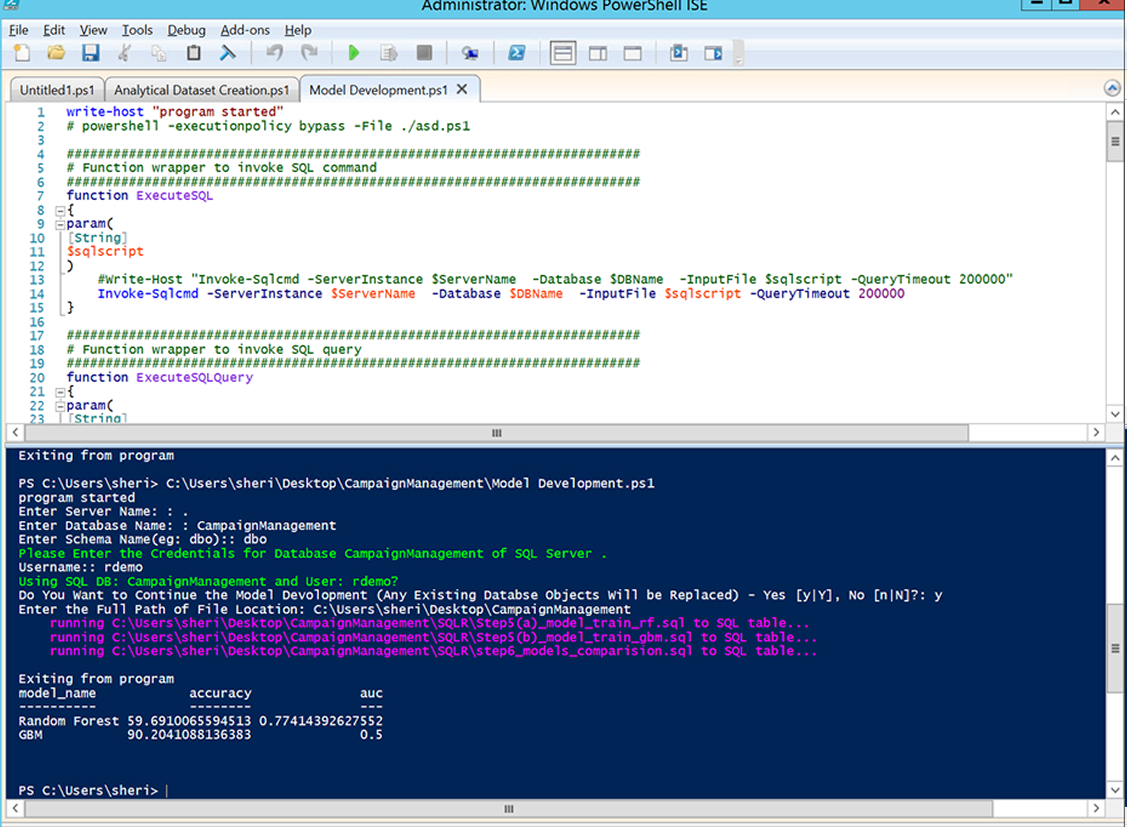 Administrator: Windows PowerShell ISE
File Edit View Tools Debug Add-ons Help
Untitled1.ps1 Analytical Dataset Creation.ps1 Model Development.ps1
1 write-host "program started"
2 # powershell -executionpolicy bypass -File ./asd.ps1
3
4 ##########################################################################
5 # Function wrapper to invoke SQL command
6 ##########################################################################
7 function ExecuteSQL
8 {
9 param(
10 [String]
11 $sqlscript
12 )
13 #Write-Host "Invoke-Sqlcmd -ServerInstance $ServerName -Database $DBName -InputFile $sqlscript -QueryTimeout 200000"
14 Invoke-Sqlcmd -ServerInstance $ServerName -Database $DBName -InputFile $sqlscript -QueryTimeout 200000
15 }
16
17 ##########################################################################
18 # Function wrapper to invoke SQL query
19 ##########################################################################
20 function ExecuteSQLQuery
21 {
22 param(
23 [String]
Exiting from program
PS C:\Users\sheri> C:\Users\sheri\Desktop\CampaignManagement\Model Development.ps1
program started
Enter Server Name: : .
Enter Database Name: : CampaignManagement
Enter Schema Name(eg: dbo):: dbo
Please Enter the Credentials for Database CampaignManagement of SQL Server .
Username:: rdemo
Using SQL DB: CampaignManagement and User: rdemo?
Do You Want to Continue the Model Devolopment (Any Existing Databse Objects Will be Replaced) - Yes [y|Y], No [n|N]?: y
Enter the Full Path of File Location: C:\Users\sheri\Desktop\CampaignManagement
running C:\Users\sheri\Desktop\CampaignManagement\SQLR\Step5(a)_model_train_rf.sql to SQL table...
running C:\Users\sheri\Desktop\CampaignManagement\SQLR\Step5(b)_model_train_gbm.sql to SQL table...
running C:\Users\sheri\Desktop\CampaignManagement\SQLR\step6_models_comparision.sql to SQL table...
Exiting from program
model_name accuracy auc
---------- -------- ---
Random Forest 59.6910065594513 0.77414392627552
GBM 90.2041088136383 0.5
PS C:\Users\sheri>